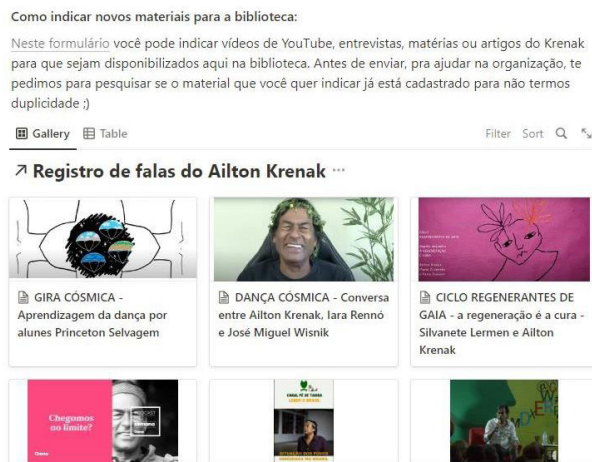 Como indicar novos materiais para a biblioteca:
Neste formulário você pode indicar vídeos de YouTube, entrevistas, matérias ou artigos do Krenak
para que sejam disponibilizados aqui na biblioteca. Antes de enviar, pra ajudar na organização, te
pedimos para pesquisar se o material que você quer indicar já está cadastrado para não termos
duplicidade ;)
Gallery Table Filter Sort
Registro de falas do Ailton Krenak ...
GIRA CÓSMICA -
Aprendizagem da dança por
alunes Princeton Selvagem
DANÇA CÓSMICA - Conversa
entre Ailton Krenak, Iara Rennó
e José Miguel Wisnik
CICLO REGENERANTES DE
GAIA - a regeneração é a cura -
Silvanete Lermen e Ailton
Krenak
Chegamos
ao limite?
PODCAST